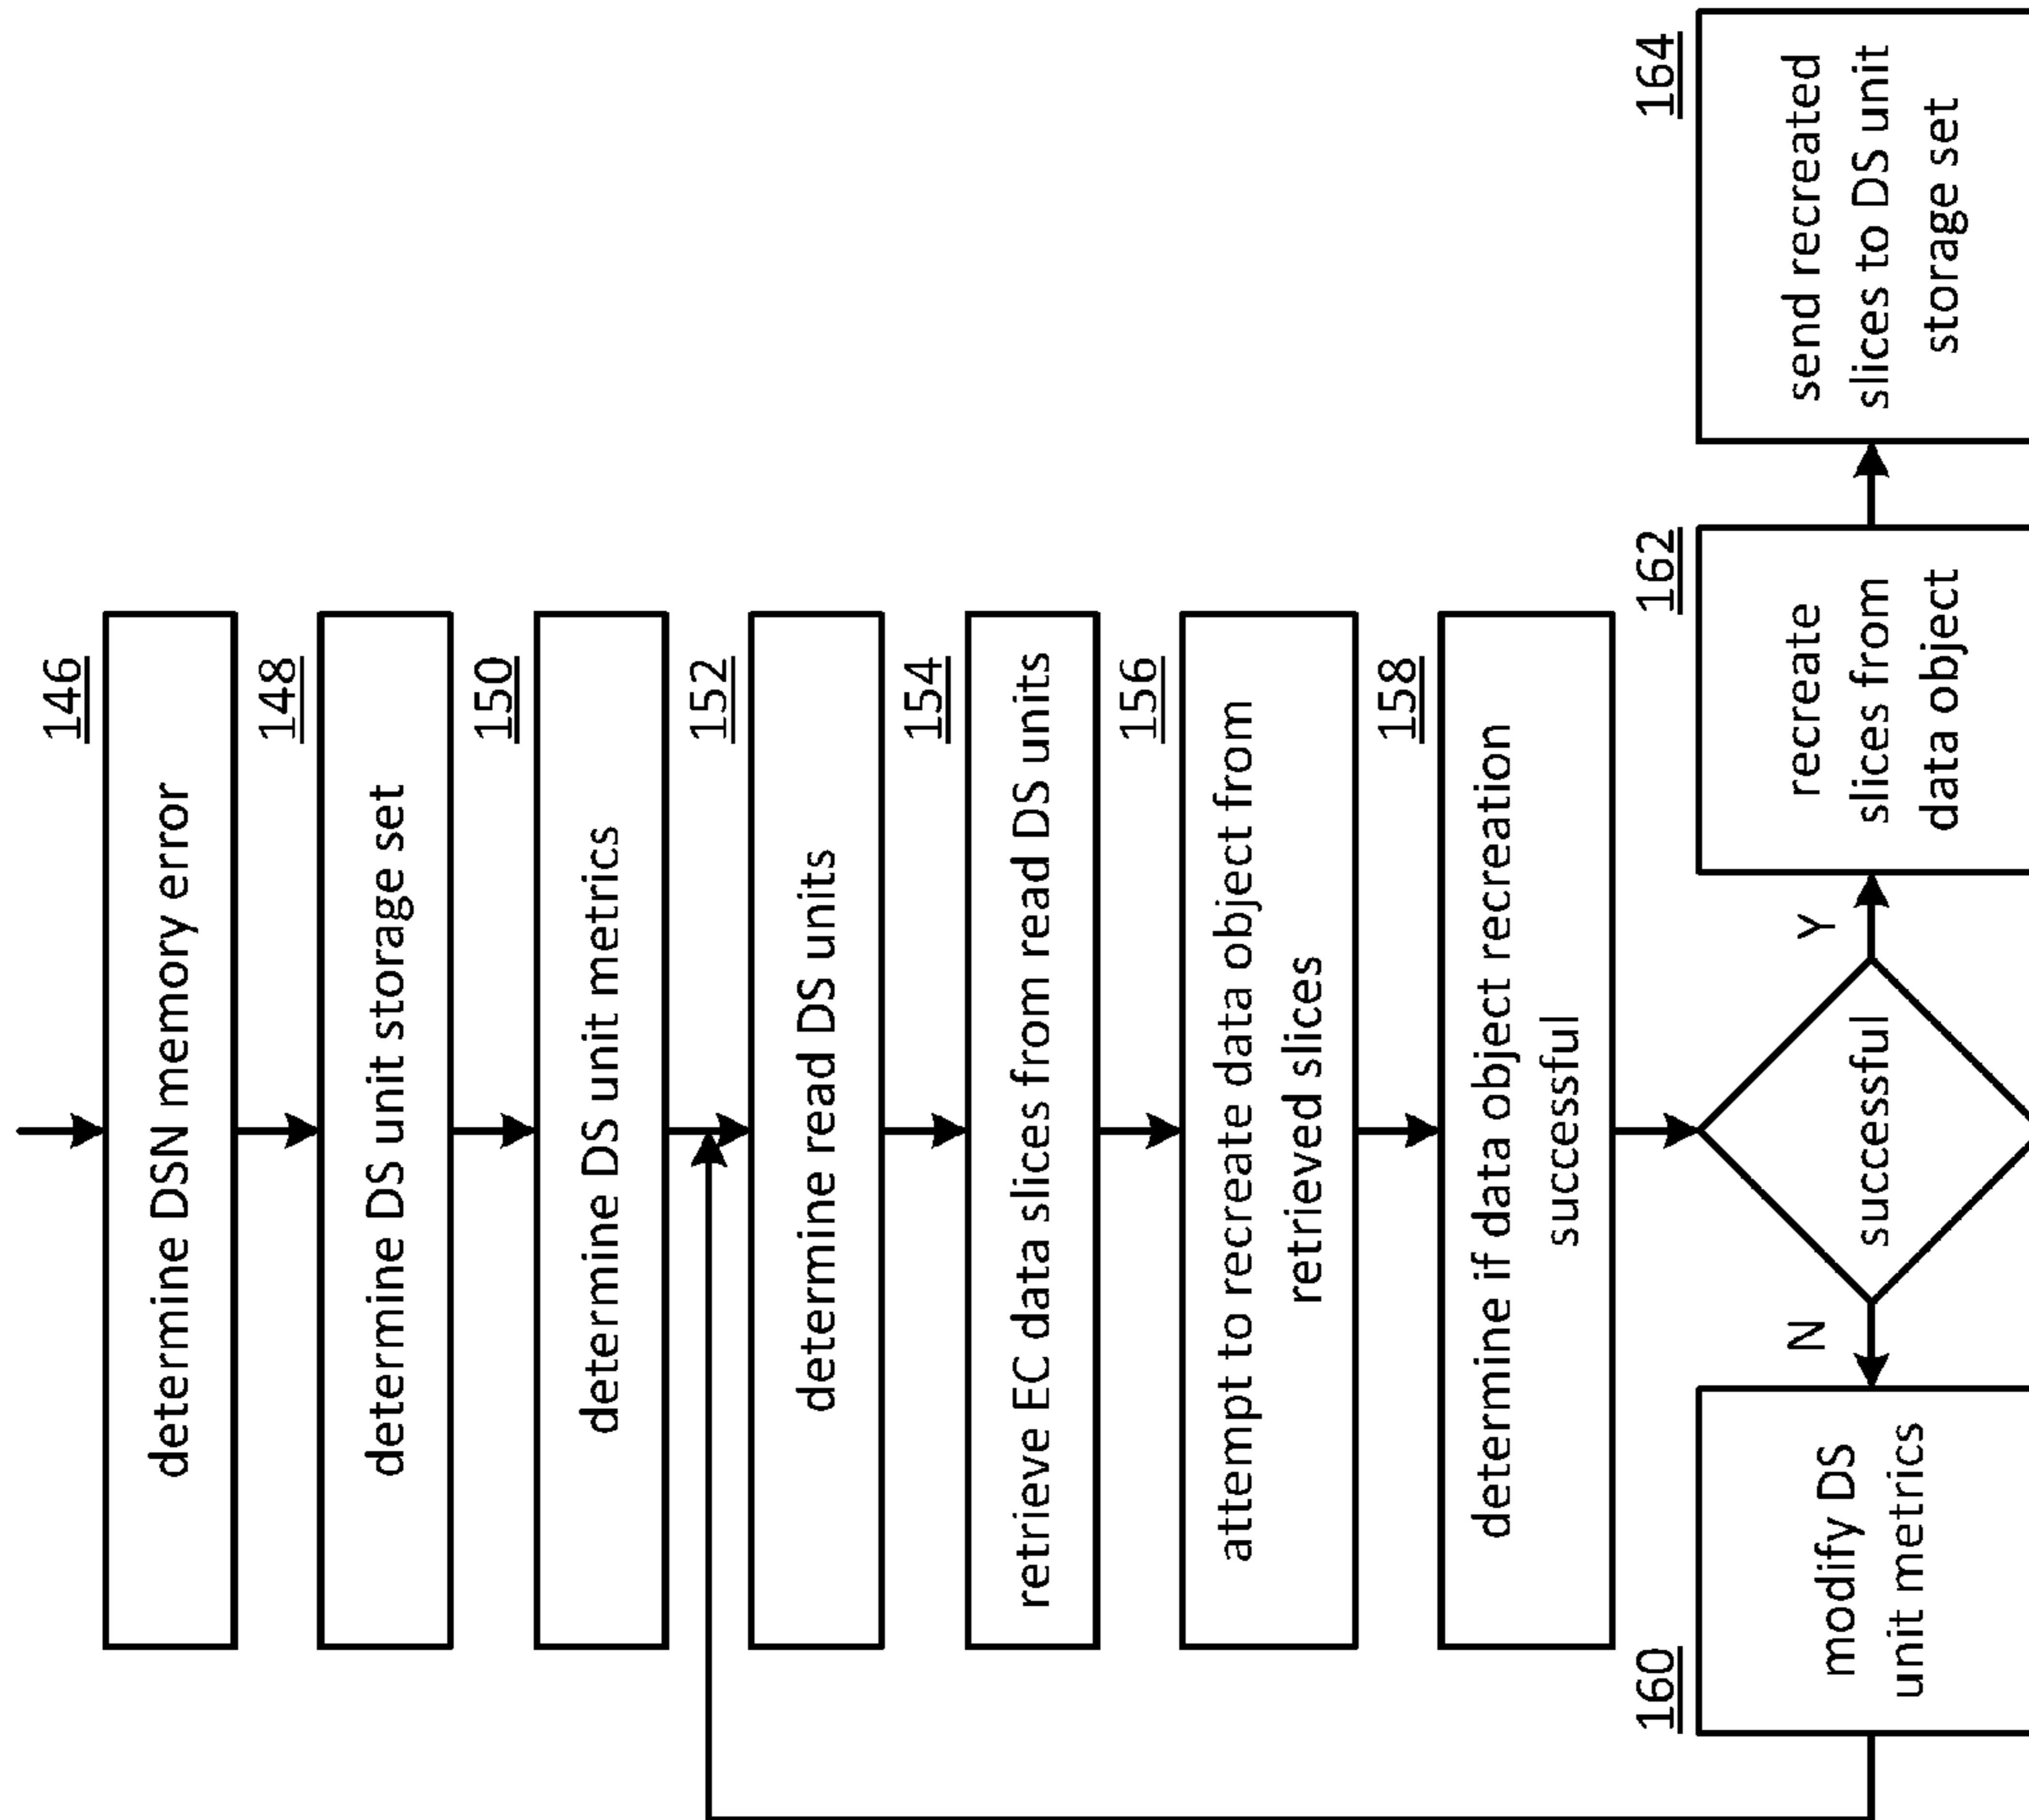 146
determine DSN memory error
148
determine DS unit storage set
150
determine DS unit metrics
152
determine read DS units
154
retrieve EC data slices from read DS units
156
attempt to recreate data object from
retrieved slices
158
determine if data object recreation
successful
successful
N
Y
160
modify DS
unit metrics
162
recreate
slices from
data object
164
send recreated
slices to DS unit
storage set